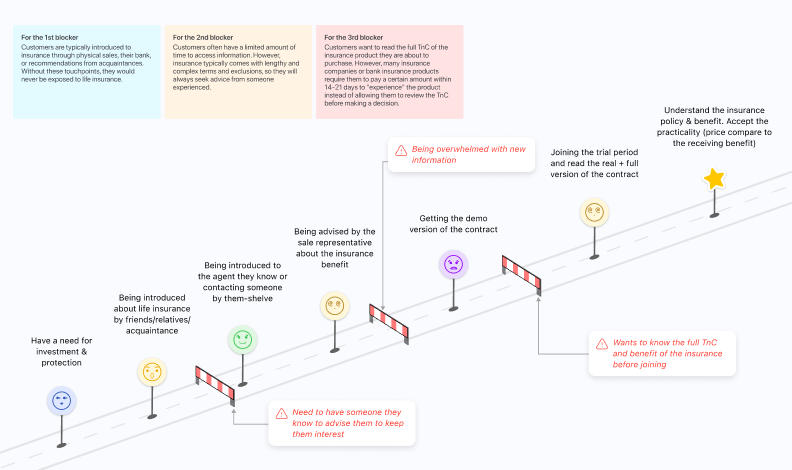 For the 1st blocker
Customers are typically introduced to
insurance through physical sales, their bank,
or recommendations from acquaintances.
Without these touchpoints, they would
never be exposed to life insurance.
For the 2nd blocker
Customers often have a limited amount of
time to access information. However,
insurance typically comes with lengthy and
complex terms and exclusions, so they will
always seek advice from someone
experienced.
For the 3rd blocker
Customers want to read the full TnC of the
insurance product they are about to
purchase. However, many insurance
companies or bank insurance products
require them to pay a certain amount within
14-21 days to "experience" the product
instead of allowing them to review the TnC
before making a decision.
Understand the insurance
policy & benefit. Accept the
practicality (price compare to
the receiving benefit)
Being overwhelmed with new
information
Joining the trial period
and read the real + full
version of the contract
Getting the demo
version of the contract
Being advised by the
sale representative
about the insurance
benefit
Being introduced to
the agent they know or
contacting someone
by them-shelve
Being introduced
about life insurance
by friends/relatives/
acquaintance
Have a need for
investment &
protection
Wants to know the full TnC
and benefit of the insurance
before joining
Need to have someone they
know to advise them to keep
them interest